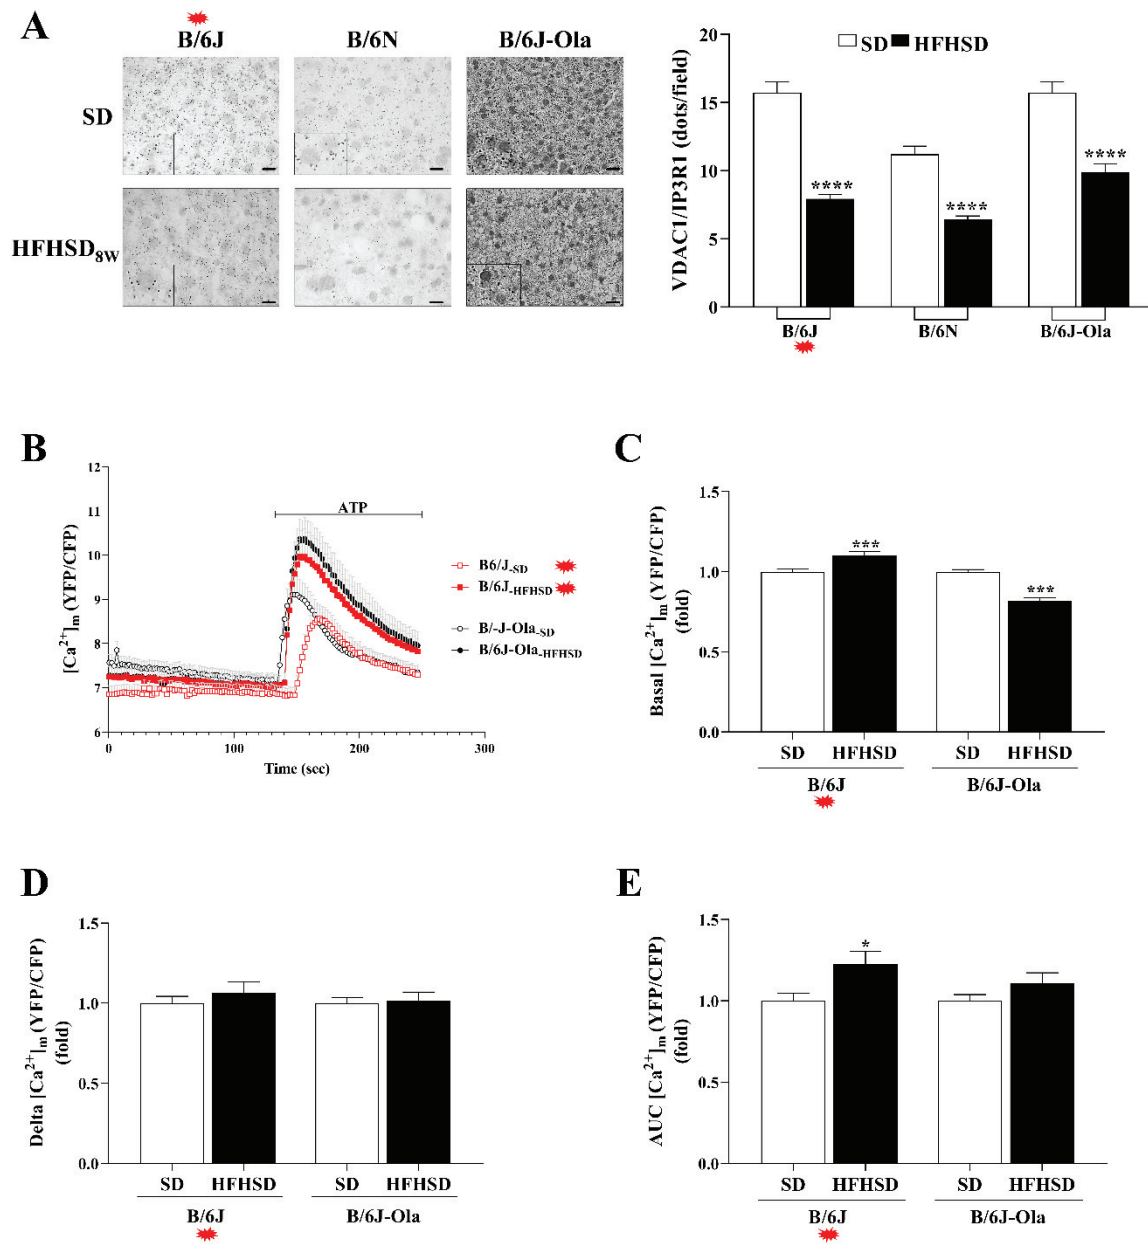 A
B/6J
B/6N
B/6J-Ola
SD
HFHSD8W
SD
HFHSD
VDAC1/IP3R1 (dots/field)
20
15
10
5
0
****
****
****
B/6J
B/6N
B/6J-Ola
B
[Ca2+]m (YFP/CFP)
12
11
10
9
8
7
6
ATP
0
100
200
300
Time (sec)
B6/J-SD
B/6J-HFHSD
B/-J-Ola-SD
B/6J-Ola-HFHSD
C
Basal [Ca2+]m (YFP/CFP)
(fold)
1.5
1.0
0.5
0.0
***
***
SD
HFHSD
SD
HFHSD
B/6J
B/6J-Ola
D
Delta [Ca2+]m (YFP/CFP)
(fold)
1.5
1.0
0.5
0.0
SD
HFHSD
SD
HFHSD
B/6J
B/6J-Ola
E
AUC [Ca2+]m (YFP/CFP)
(fold)
1.5
1.0
0.5
0.0
*
SD
HFHSD
SD
HFHSD
B/6J
B/6J-Ola